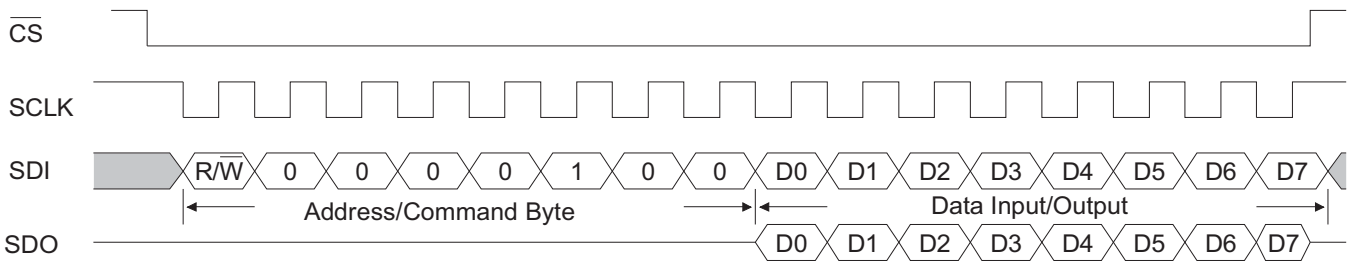 C̅S̅
SCLK
SDI R/W̅ 0 0 0 0 1 0 0 D0 D1 D2 D3 D4 D5 D6 D7
Address/Command Byte Data Input/Output
SDO D0 D1 D2 D3 D4 D5 D6 D7